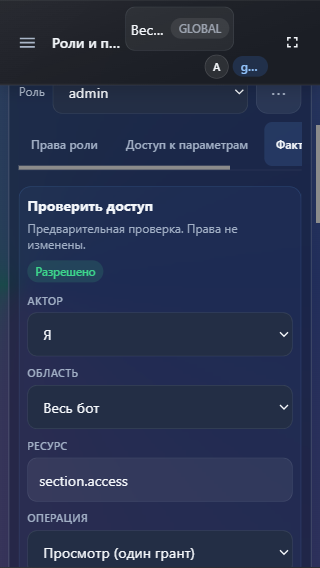 Роли и п...
Вес...
GLOBAL
A
g...
Роль
admin
...
Права роли
Доступ к параметрам
Факт
Проверить доступ
Предварительная проверка. Права не
изменены.
Разрешено
АКТОР
Я
ОБЛАСТЬ
Весь бот
РЕСУРС
section.access
ОПЕРАЦИЯ
Просмотр (один грант)